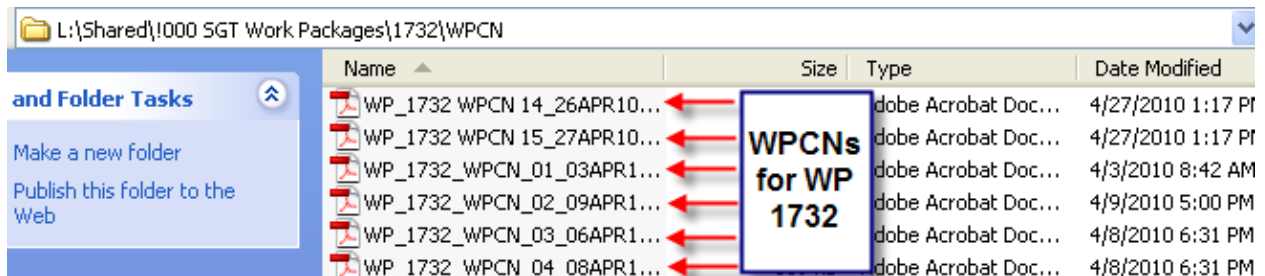 L:\Shared\!000 SGT Work Packages\1732\WPCN
Name Size Type Date Modified
and Folder Tasks
Make a new folder
Publish this folder to the
Web
WP_1732 WPCN 14_26APR10... dobe Acrobat Doc... 4/27/2010 1:17 PM
WP_1732 WPCN 15_27APR10... dobe Acrobat Doc... 4/27/2010 1:17 PM
WP_1732_WPCN_01_03APR1... dobe Acrobat Doc... 4/3/2010 8:42 AM
WP_1732_WPCN_02_09APR1... dobe Acrobat Doc... 4/9/2010 5:00 PM
WP_1732_WPCN_03_06APR1... dobe Acrobat Doc... 4/8/2010 6:31 PM
WP_1732_WPCN_04_08APR1... dobe Acrobat Doc... 4/8/2010 6:31 PM
WPCNs
for WP
1732